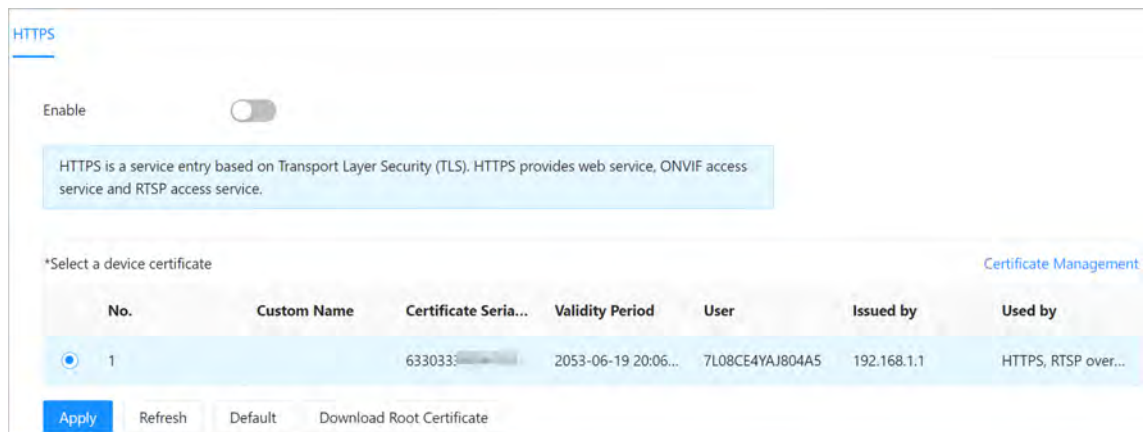 HTTPS
Enable
HTTPS is a service entry based on Transport Layer Security (TLS). HTTPS provides web service, ONVIF access
service and RTSP access service.
*Select a device certificate Certificate Management
No. Custom Name Certificate Seria... Validity Period User Issued by Used by
1 633033 2053-06-19 20:06... 7L08CE4YAJ804A5 192.168.1.1 HTTPS, RTSP over...
Apply Refresh Default Download Root Certificate